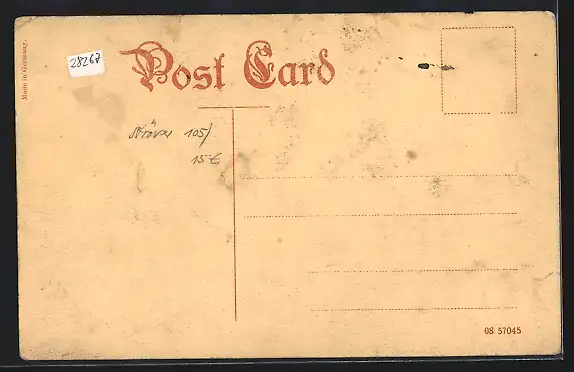 Made in Germany.
28267
Post Card
105/
15 €
08 57045